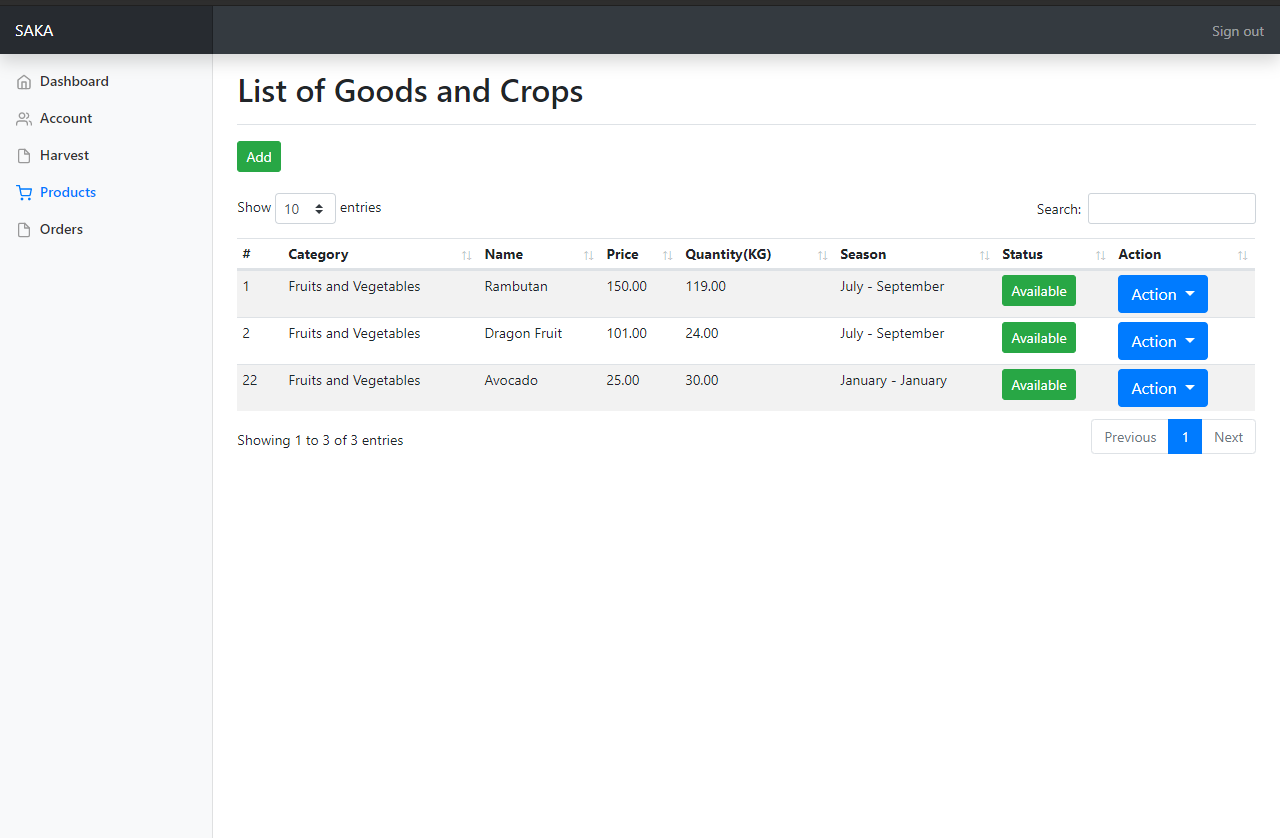 SAKA
Sign out
Dashboard
Account
Harvest
Products
Orders
List of Goods and Crops
Add
Show 10 entries
Search:
# Category Name Price Quantity(KG) Season Status Action
1 Fruits and Vegetables Rambutan 150.00 119.00 July - September Available Action
2 Fruits and Vegetables Dragon Fruit 101.00 24.00 July - September Available Action
22 Fruits and Vegetables Avocado 25.00 30.00 January - January Available Action
Showing 1 to 3 of 3 entries
Previous 1 Next